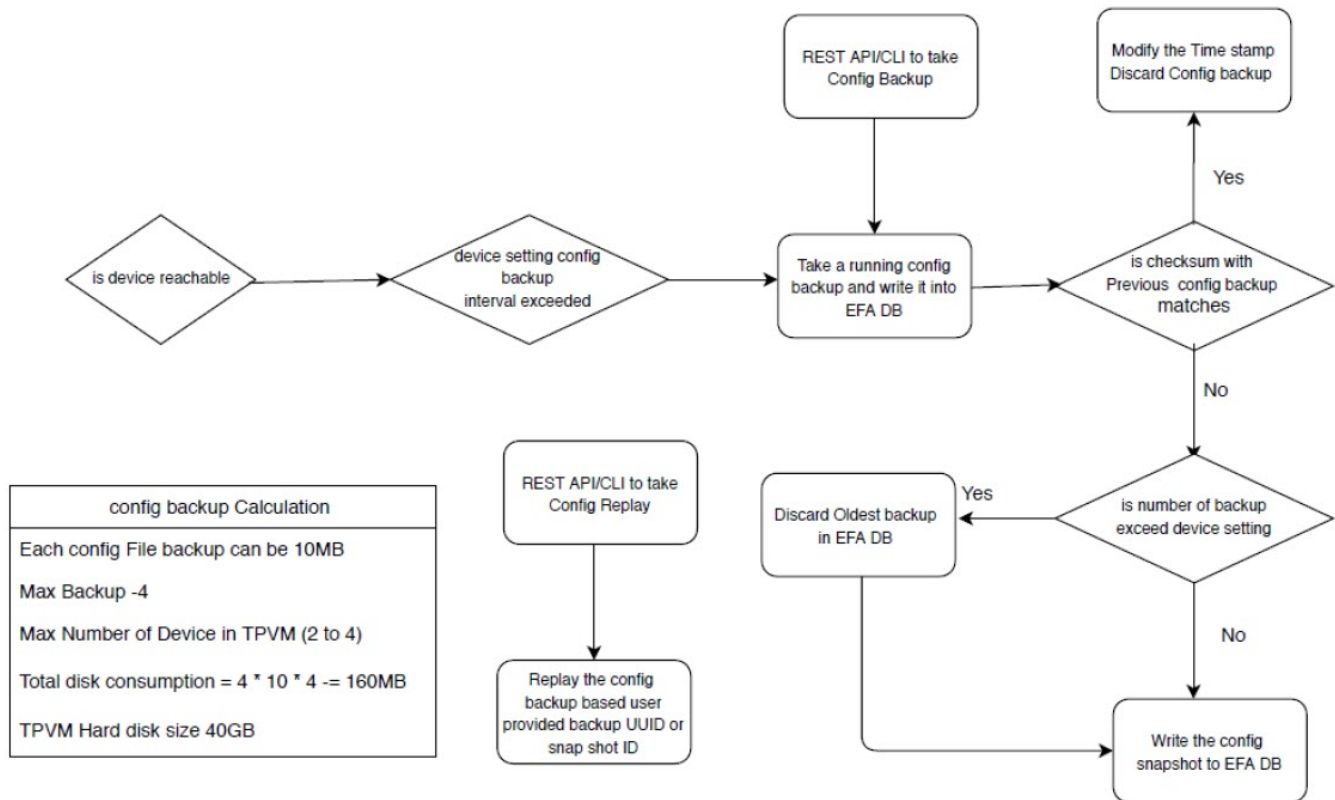 REST API/CLI to take
Config Backup
Modify the Time stamp
Discard Config backup
Yes
is device reachable
device setting config
backup
interval exceeded
Take a running config
backup and write it into
EFA DB
is checksum with
Previous config backup
matches
No
REST API/CLI to take
Config Replay
Discard Oldest backup
in EFA DB
Yes
is number of backup
exceed device setting
No
config backup Calculation
Each config File backup can be 10MB
Max Backup -4
Max Number of Device in TPVM (2 to 4)
Total disk consumption = 4 * 10 * 4 -= 160MB
TPVM Hard disk size 40GB
Replay the config
backup based user
provided backup UUID or
snap shot ID
Write the config
snapshot to EFA DB